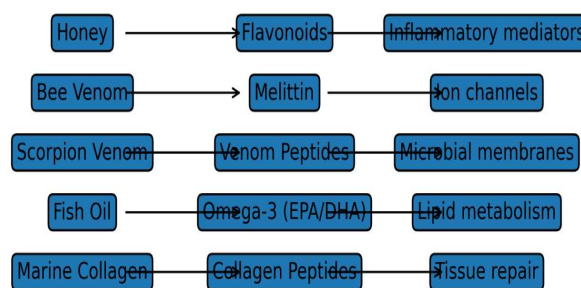 Honey Flavonoids Inflammatory mediators
Bee Venom Melittin Ion channels
Scorpion Venom Venom Peptides Microbial membranes
Fish Oil Omega-3 (EPA/DHA) Lipid metabolism
Marine Collagen Collagen Peptides Tissue repair